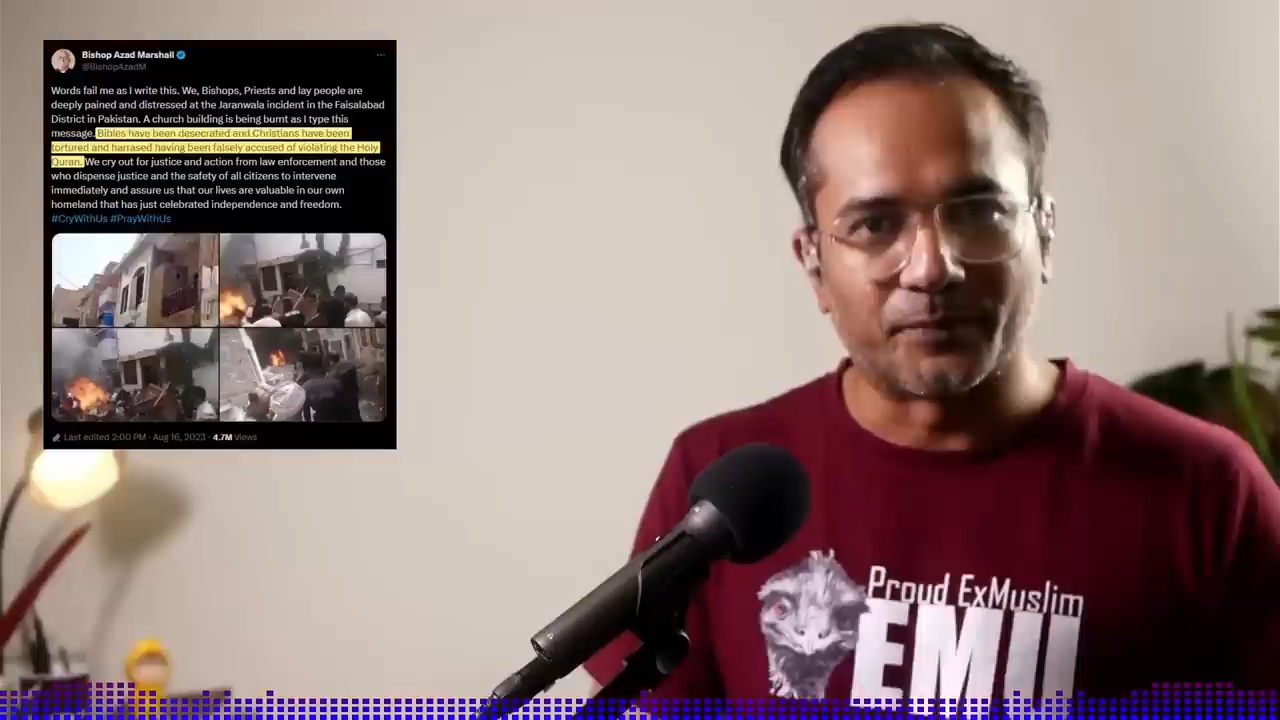 Bishop Azad Marshall
@BishopAzadM
Words fail me as I write this. We, Bishops, Priests and lay people are
deeply pained and distressed at the Jaranwala incident in the Faisalabad
District in Pakistan. A church building is being burnt as I type this
message. Bibles have been desecrated and Christians have been
tortured and harrased having been falsely accused of violating the Holy
Quran. We cry out for justice and action from law enforcement and those
who dispense justice and the safety of all citizens to intervene
immediately and assure us that our lives are valuable in our own
homeland that has just celebrated independence and freedom.
#CryWithUs #PrayWithUs
Last edited 2:00 PM · Aug 16, 2023 · 4.7M Views
Proud ExMuslim
EMU